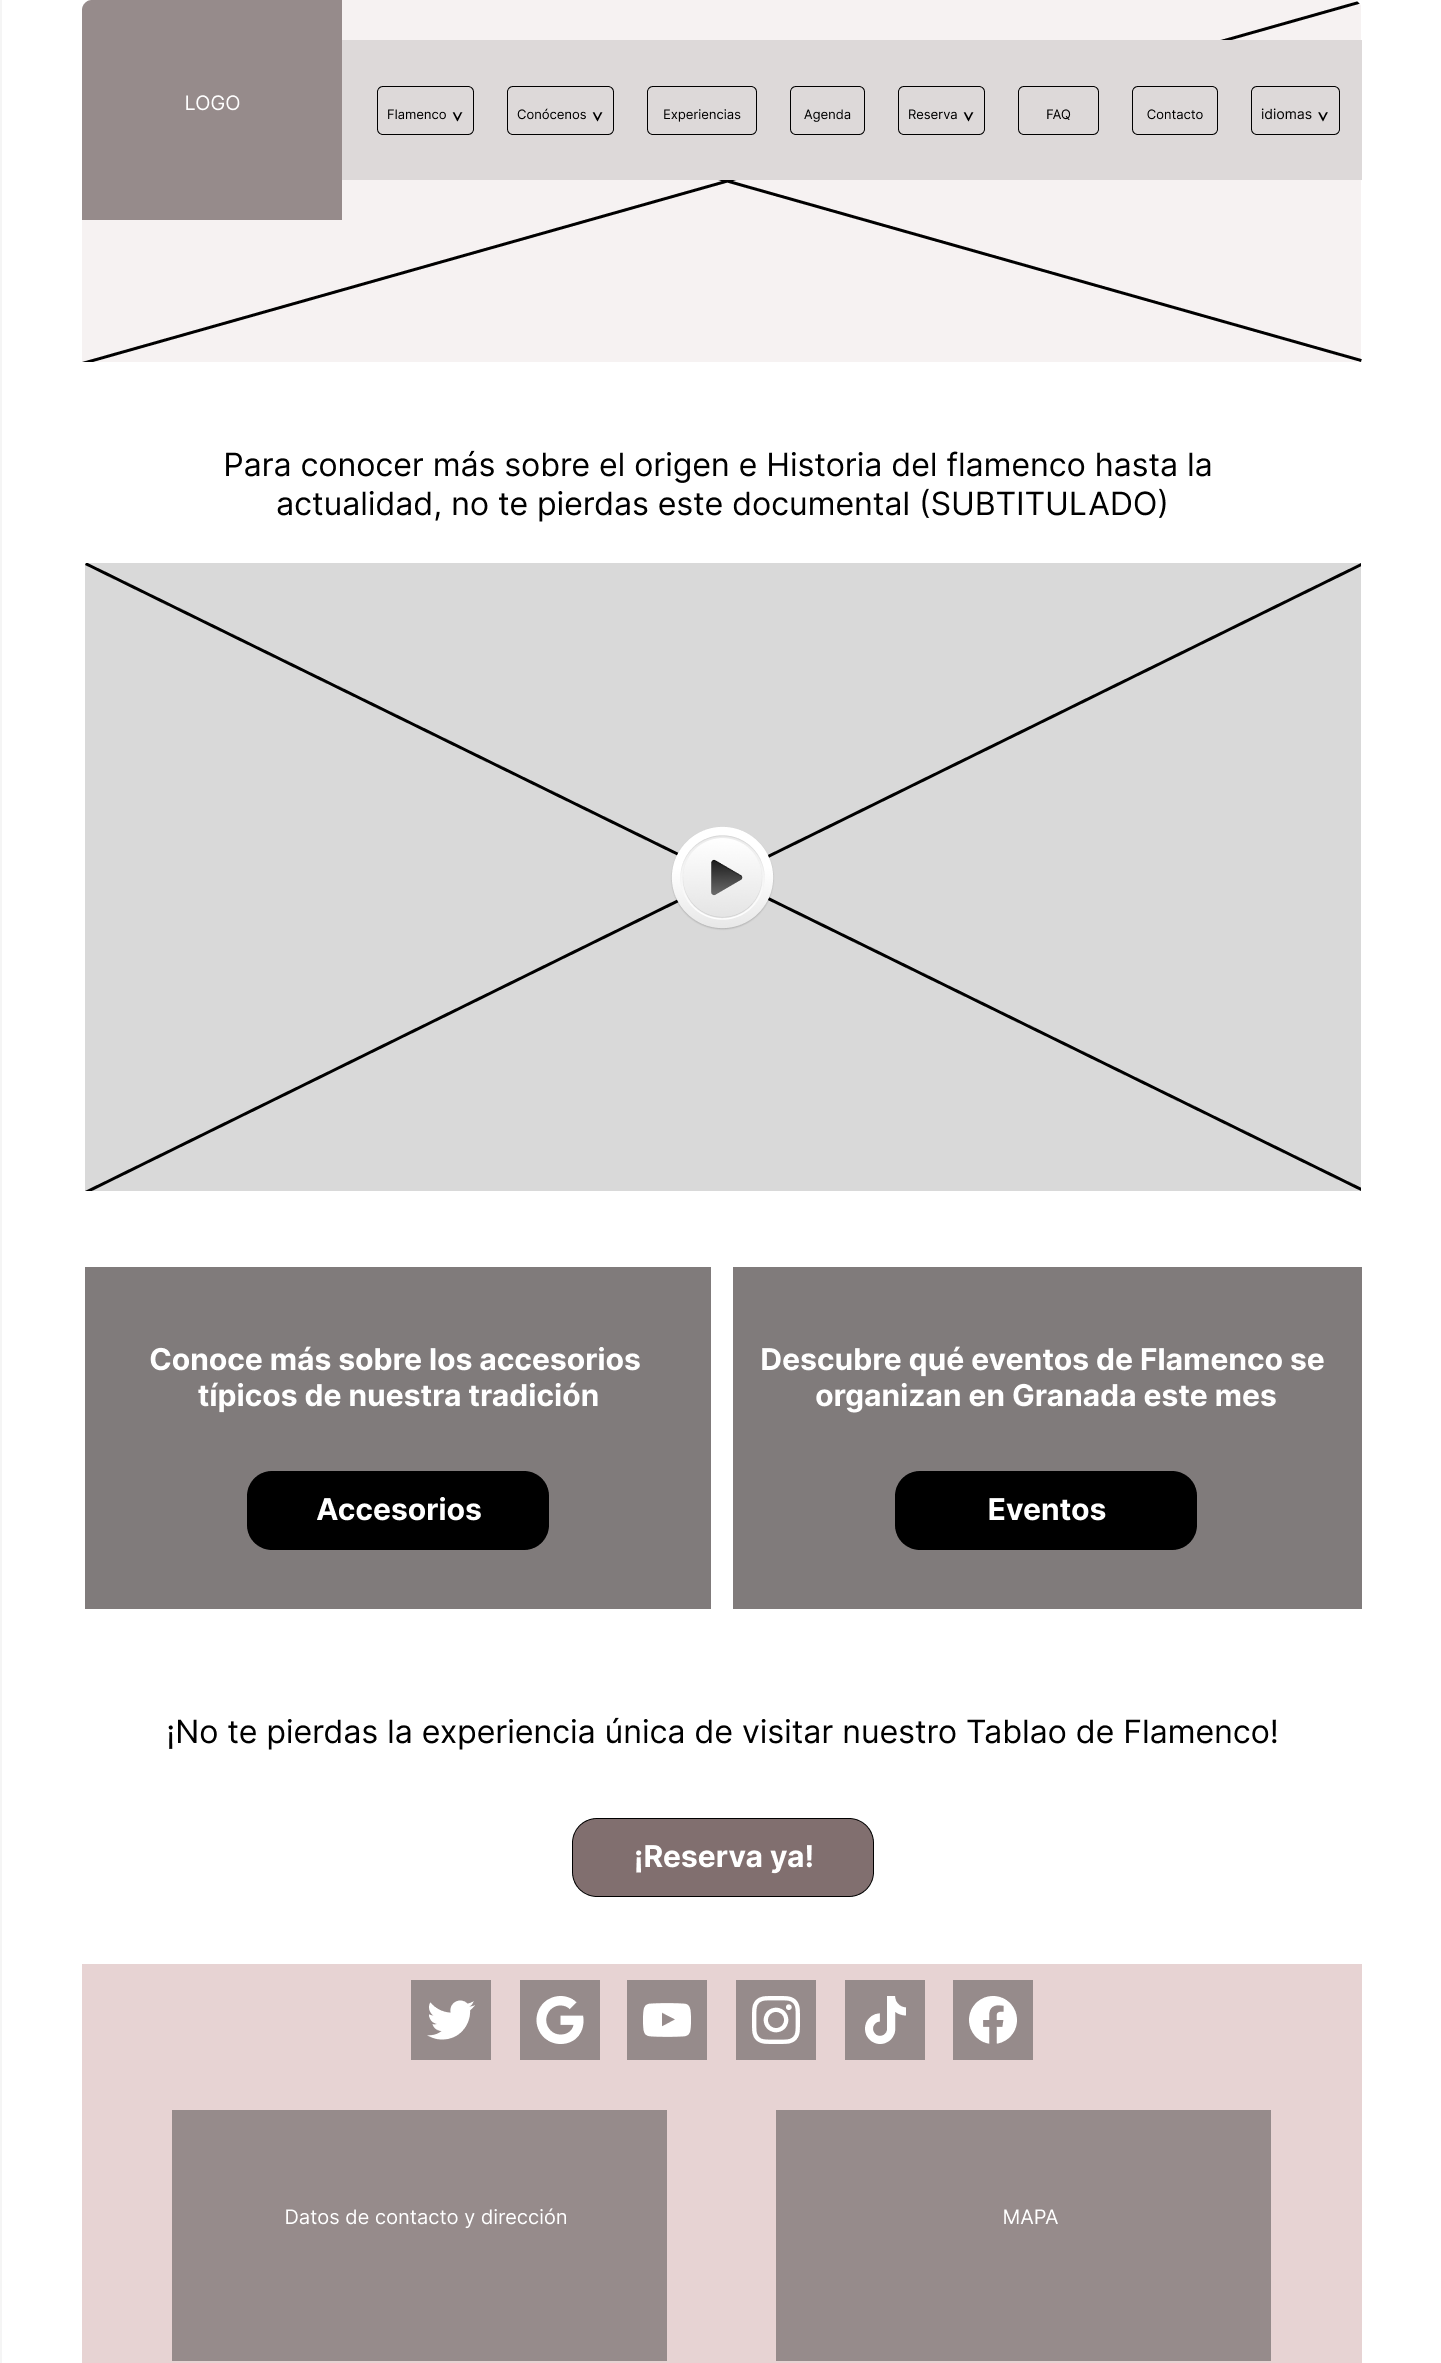 LOGO
Flamenco
Conócenos
Experiencias
Agenda
Reserva
FAQ
Contacto
idiomas
Para conocer más sobre el origen e Historia del flamenco hasta la
actualidad, no te pierdas este documental (SUBTITULADO)
Conoce más sobre los accesorios
típicos de nuestra tradición
Accesorios
Descubre qué eventos de Flamenco se
organizan en Granada este mes
Eventos
¡No te pierdas la experiencia única de visitar nuestro Tablao de Flamenco!
¡Reserva ya!
Datos de contacto y dirección
MAPA